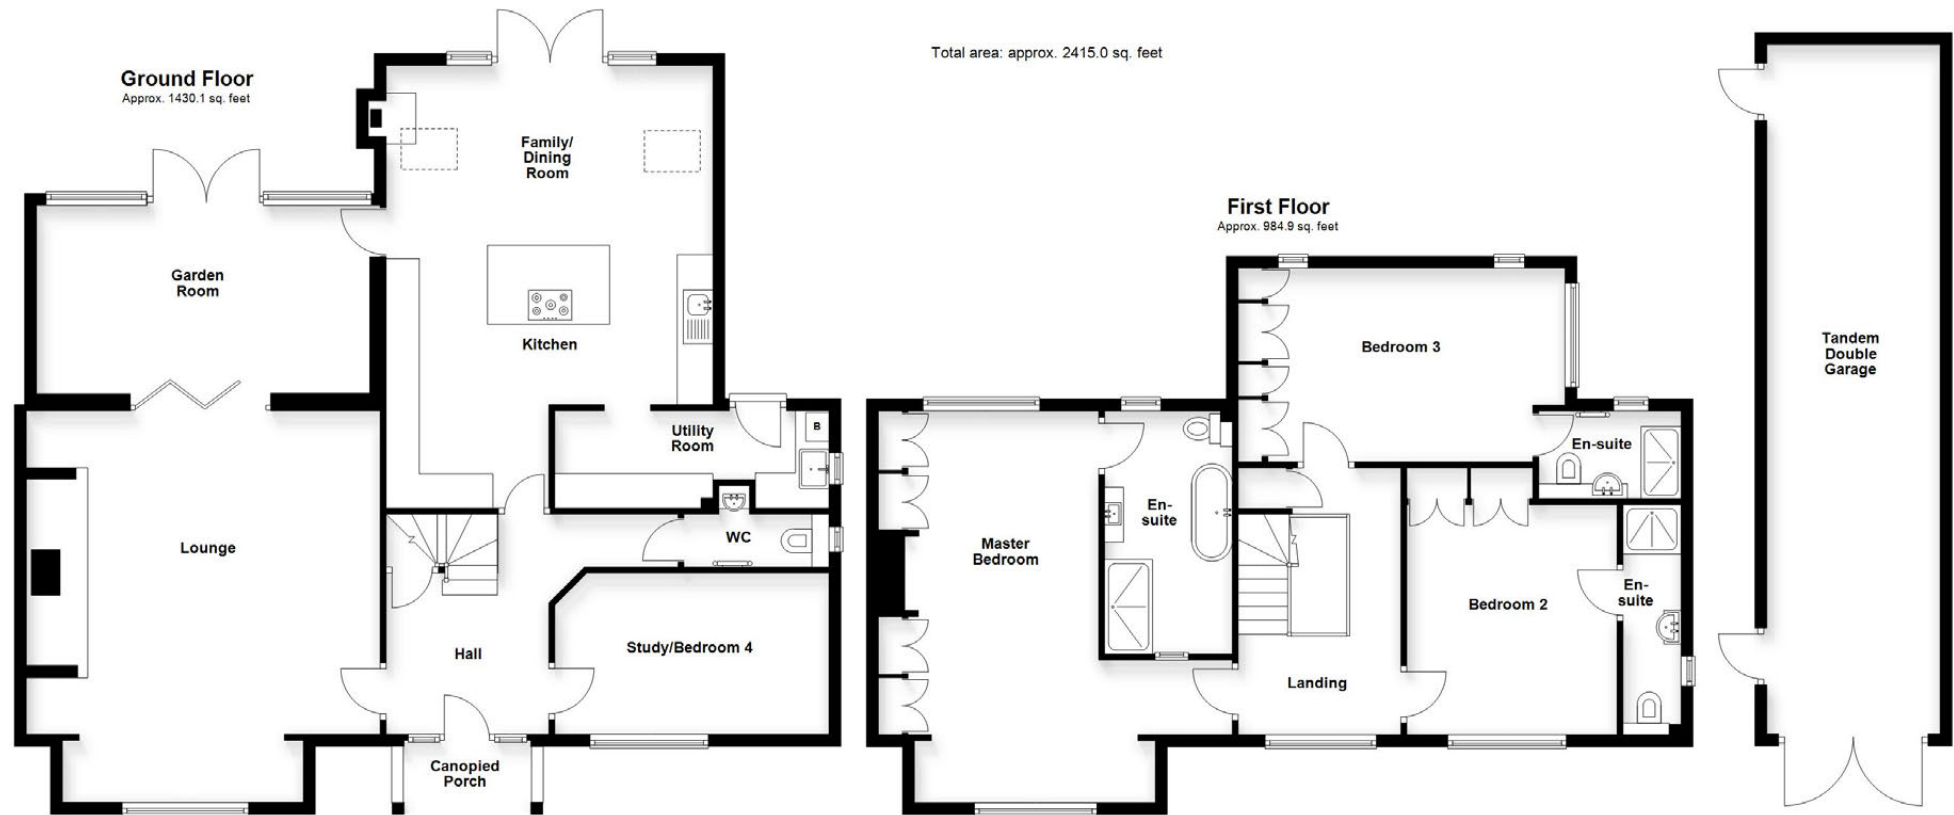 Total area: approx. 2415.0 sq. feet
Ground Floor
Approx. 1430.1 sq. feet
Family/
Dining
Room
Garden
Room
Kitchen
Utility
Room
B
Lounge
WC
Hall
Study/Bedroom 4
Canopied
Porch
First Floor
Approx. 984.9 sq. feet
Bedroom 3
En-suite
En-
suite
Master
Bedroom
Bedroom 2
En-
suite
Landing
Tandem
Double
Garage